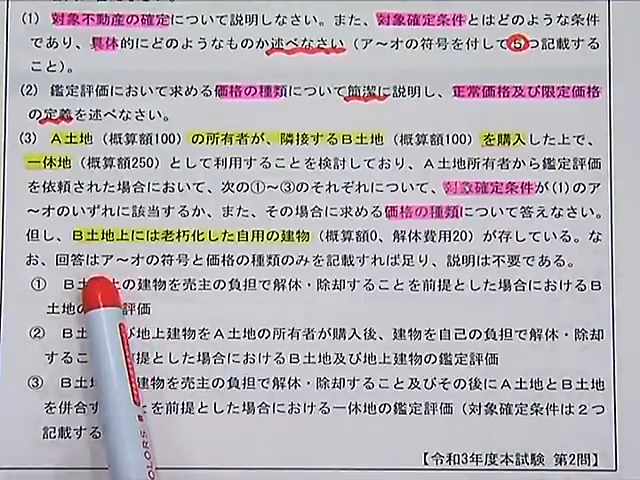 (1) 対象不動産の確定について説明しなさい。また、対象確定条件とはどのような条件
であり、具体的にどのようなものか述べなさい（ア～オの符号を付して5つ記載する
こと）。
(2) 鑑定評価において求める価格の種類について簡潔に説明し、正常価格及び限定価格
の定義を述べなさい。
(3) A土地（概算額100）の所有者が、隣接するB土地（概算額100）を購入した上で、
一体地（概算額250）として利用することを検討しており、A土地所有者から鑑定評価
を依頼された場合において、次の①～③のそれぞれについて、対象確定条件が(1)のア
～オのいずれに該当するか、また、その場合に求める価格の種類について答えなさい。
但し、B土地上には老朽化した自用の建物（概算額0、解体費用20）が存している。な
お、回答はア～オの符号と価格の種類のみを記載すれば足り、説明は不要である。
① B土 の建物を売主の負担で解体・除却することを前提とした場合におけるB
土地の 評価
② B土 び地上建物をA土地の所有者が購入後、建物を自己の負担で解体・除却
するこ 前提とした場合におけるB土地及び地上建物の鑑定評価
③ B土 建物を売主の負担で解体・除却すること及びその後にA土地とB土地
を併合す とを前提とした場合における一体地の鑑定評価（対象確定条件は2つ
記載する
【令和3年度本試験 第2問】
COLORS